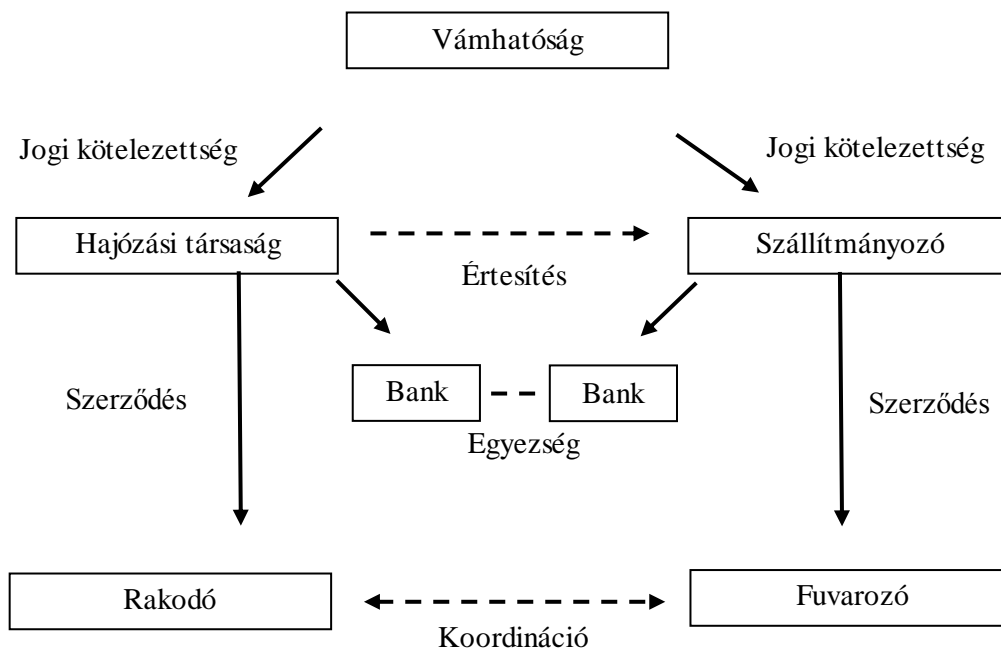 Vámhatóság
Jogi kötelezettség
Jogi kötelezettség
Hajózási társaság
Szállítmányozó
Értesítés
Bank
Bank
Szerződés
Szerződés
Egyezség
Rakodó
Fuvarozó
Koordináció